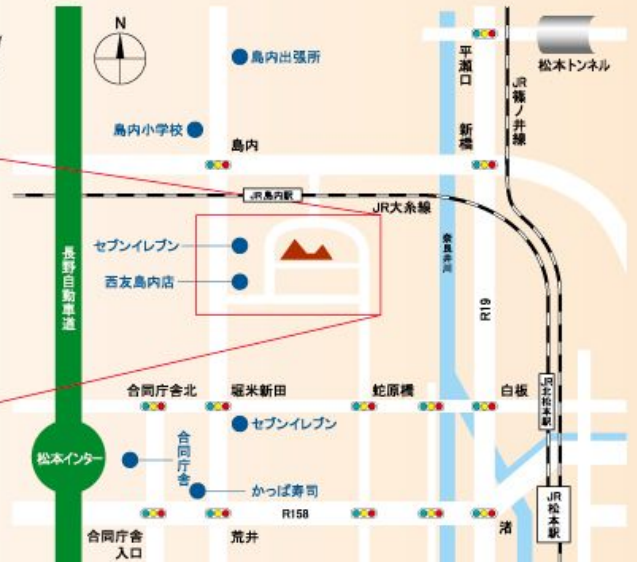 N
島内出張所
平瀬口
松本トンネル
島内小学校
島内
新橋
JR篠ノ井線
JR島内駅
JR大糸線
セブンイレブン
西友島内店
長野自動車道
奈良井川
R19
合同庁舎北
堀米新田
蛇原橋
白板
JR北松本駅
セブンイレブン
松本インター
合同庁舎
かっぱ寿司
R158
合同庁舎
入口
荒井
渚
JR松本駅